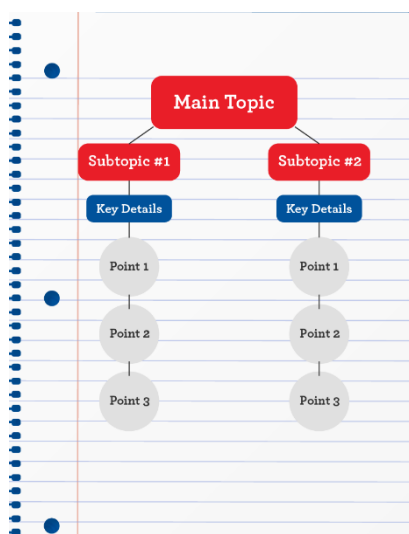 Main Topic
Subtopic #1
Subtopic #2
Key Details
Key Details
Point 1
Point 1
Point 2
Point 2
Point 3
Point 3